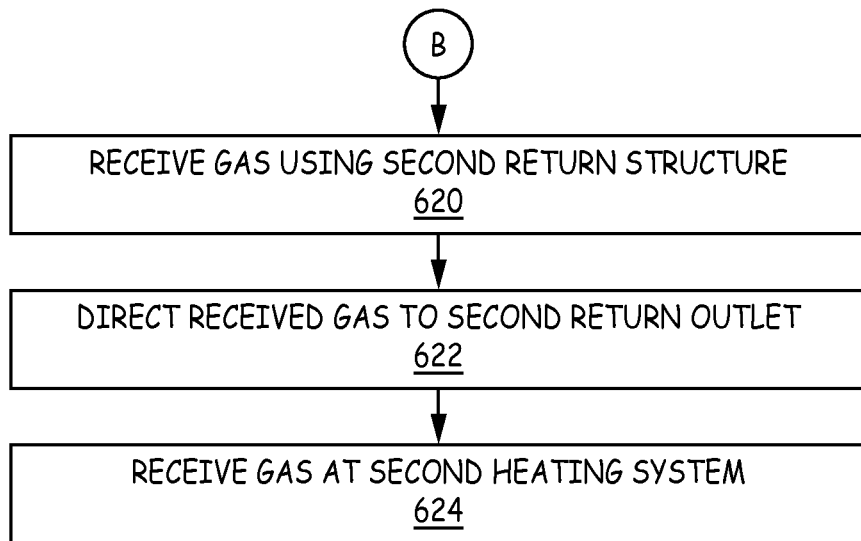 B
RECEIVE GAS USING SECOND RETURN STRUCTURE
620
DIRECT RECEIVED GAS TO SECOND RETURN OUTLET
622
RECEIVE GAS AT SECOND HEATING SYSTEM
624